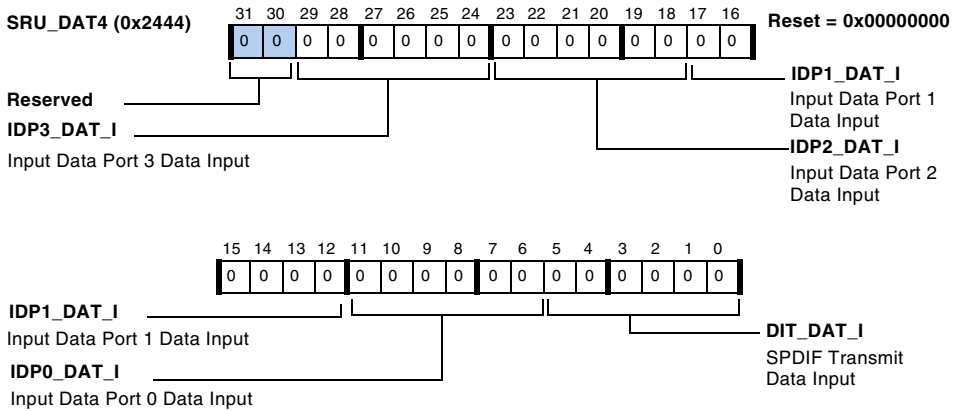 SRU_DAT4 (0x2444)
31 30 29 28 27 26 25 24 23 22 21 20 19 18 17 16
Reset = 0x00000000
0 0 0 0 0 0 0 0 0 0 0 0 0 0 0 0
Reserved
IDP3_DAT_I
Input Data Port 3 Data Input
IDP1_DAT_I
Input Data Port 1
Data Input
IDP2_DAT_I
Input Data Port 2
Data Input
15 14 13 12 11 10 9 8 7 6 5 4 3 2 1 0
0 0 0 0 0 0 0 0 0 0 0 0 0 0 0 0
IDP1_DAT_I
Input Data Port 1 Data Input
IDP0_DAT_I
Input Data Port 0 Data Input
DIT_DAT_I
SPDIF Transmit
Data Input